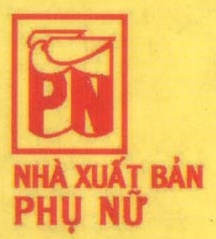 PN
NHÀ XUẤT BẢN
PHỤ NỮ